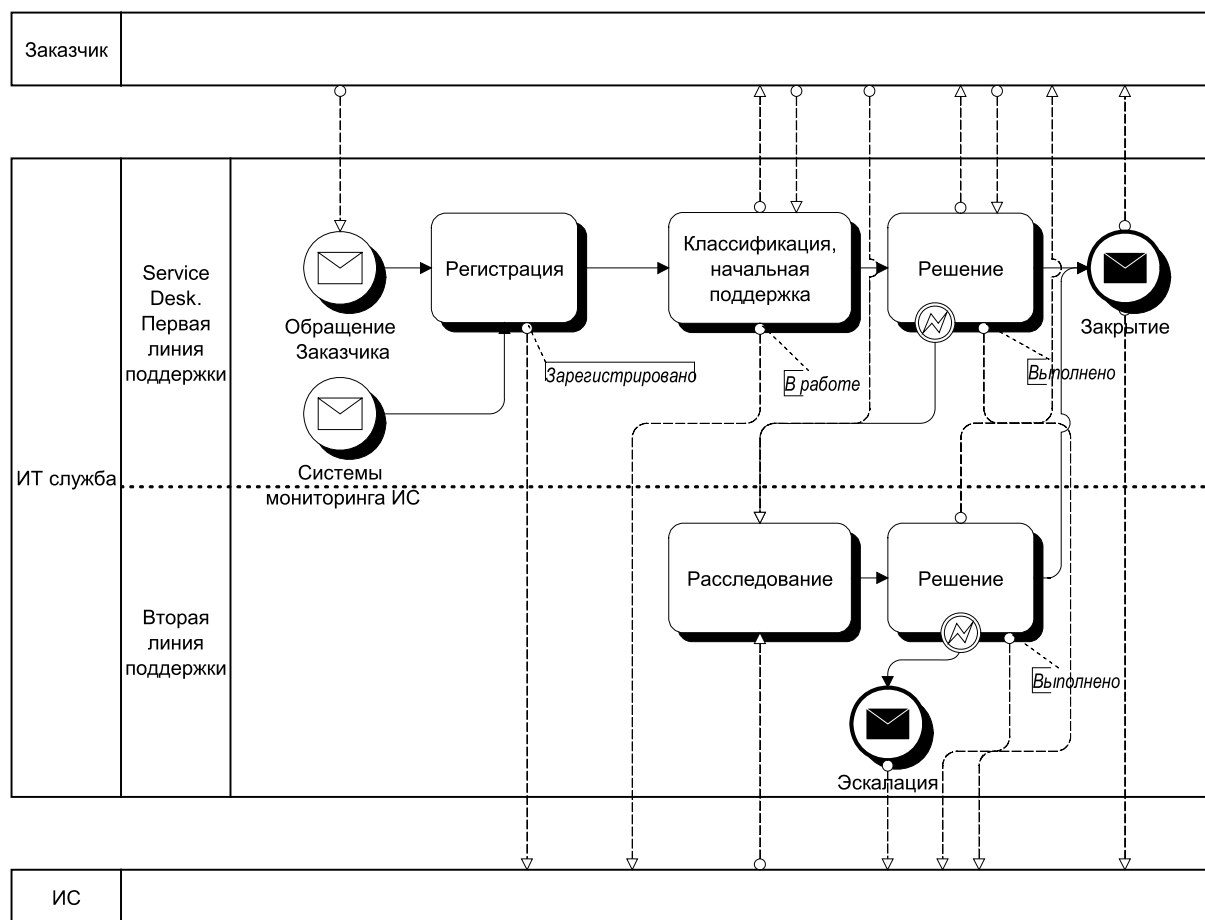 Заказчик
ИТ служба
Service
Desk.
Первая
линия
поддержки
Обращение
Заказчика
Системы
мониторинга ИС
Регистрация
Зарегистрировано
Классификация,
начальная
поддержка
В работе
Решение
Выполнено
Закрытие
Вторая
линия
поддержки
Расследование
Решение
Выполнено
Эскалация
ИС